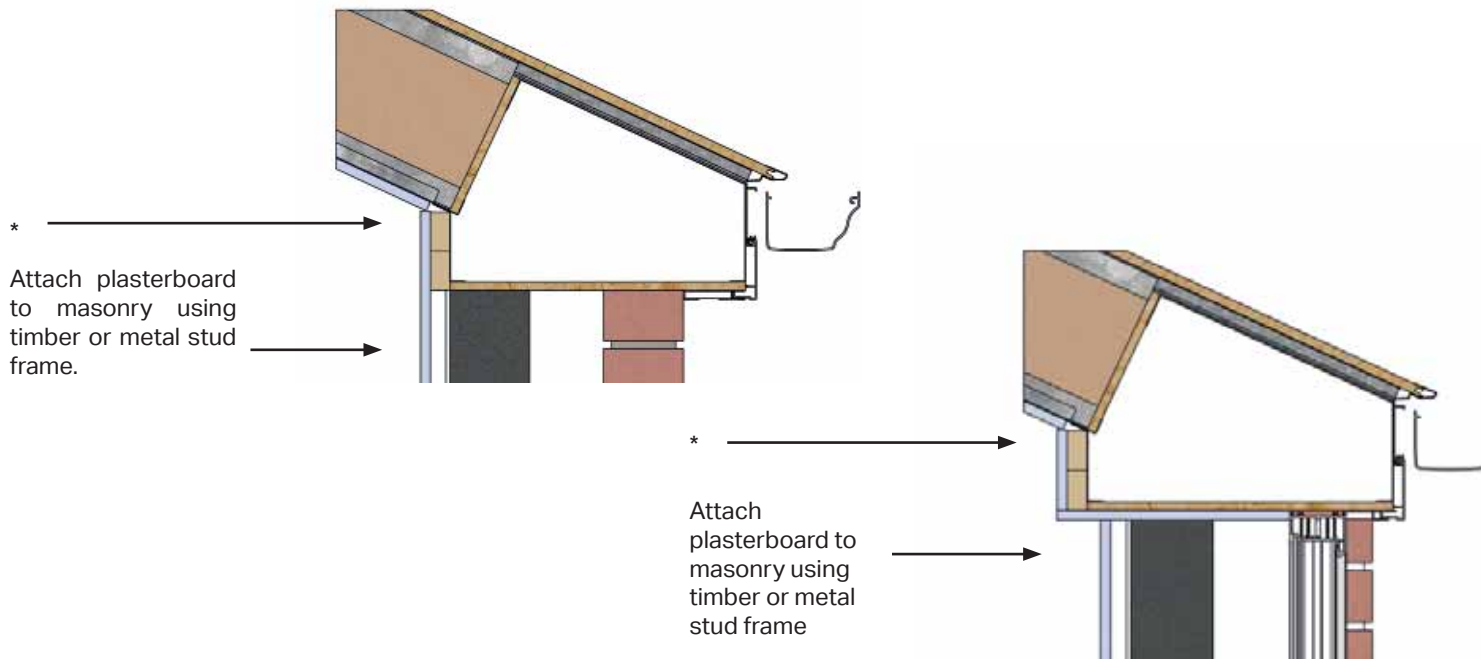 *
Attach plasterboard
to masonry using
timber or metal stud
frame.
*
Attach
plasterboard to
masonry using
timber or metal
stud frame